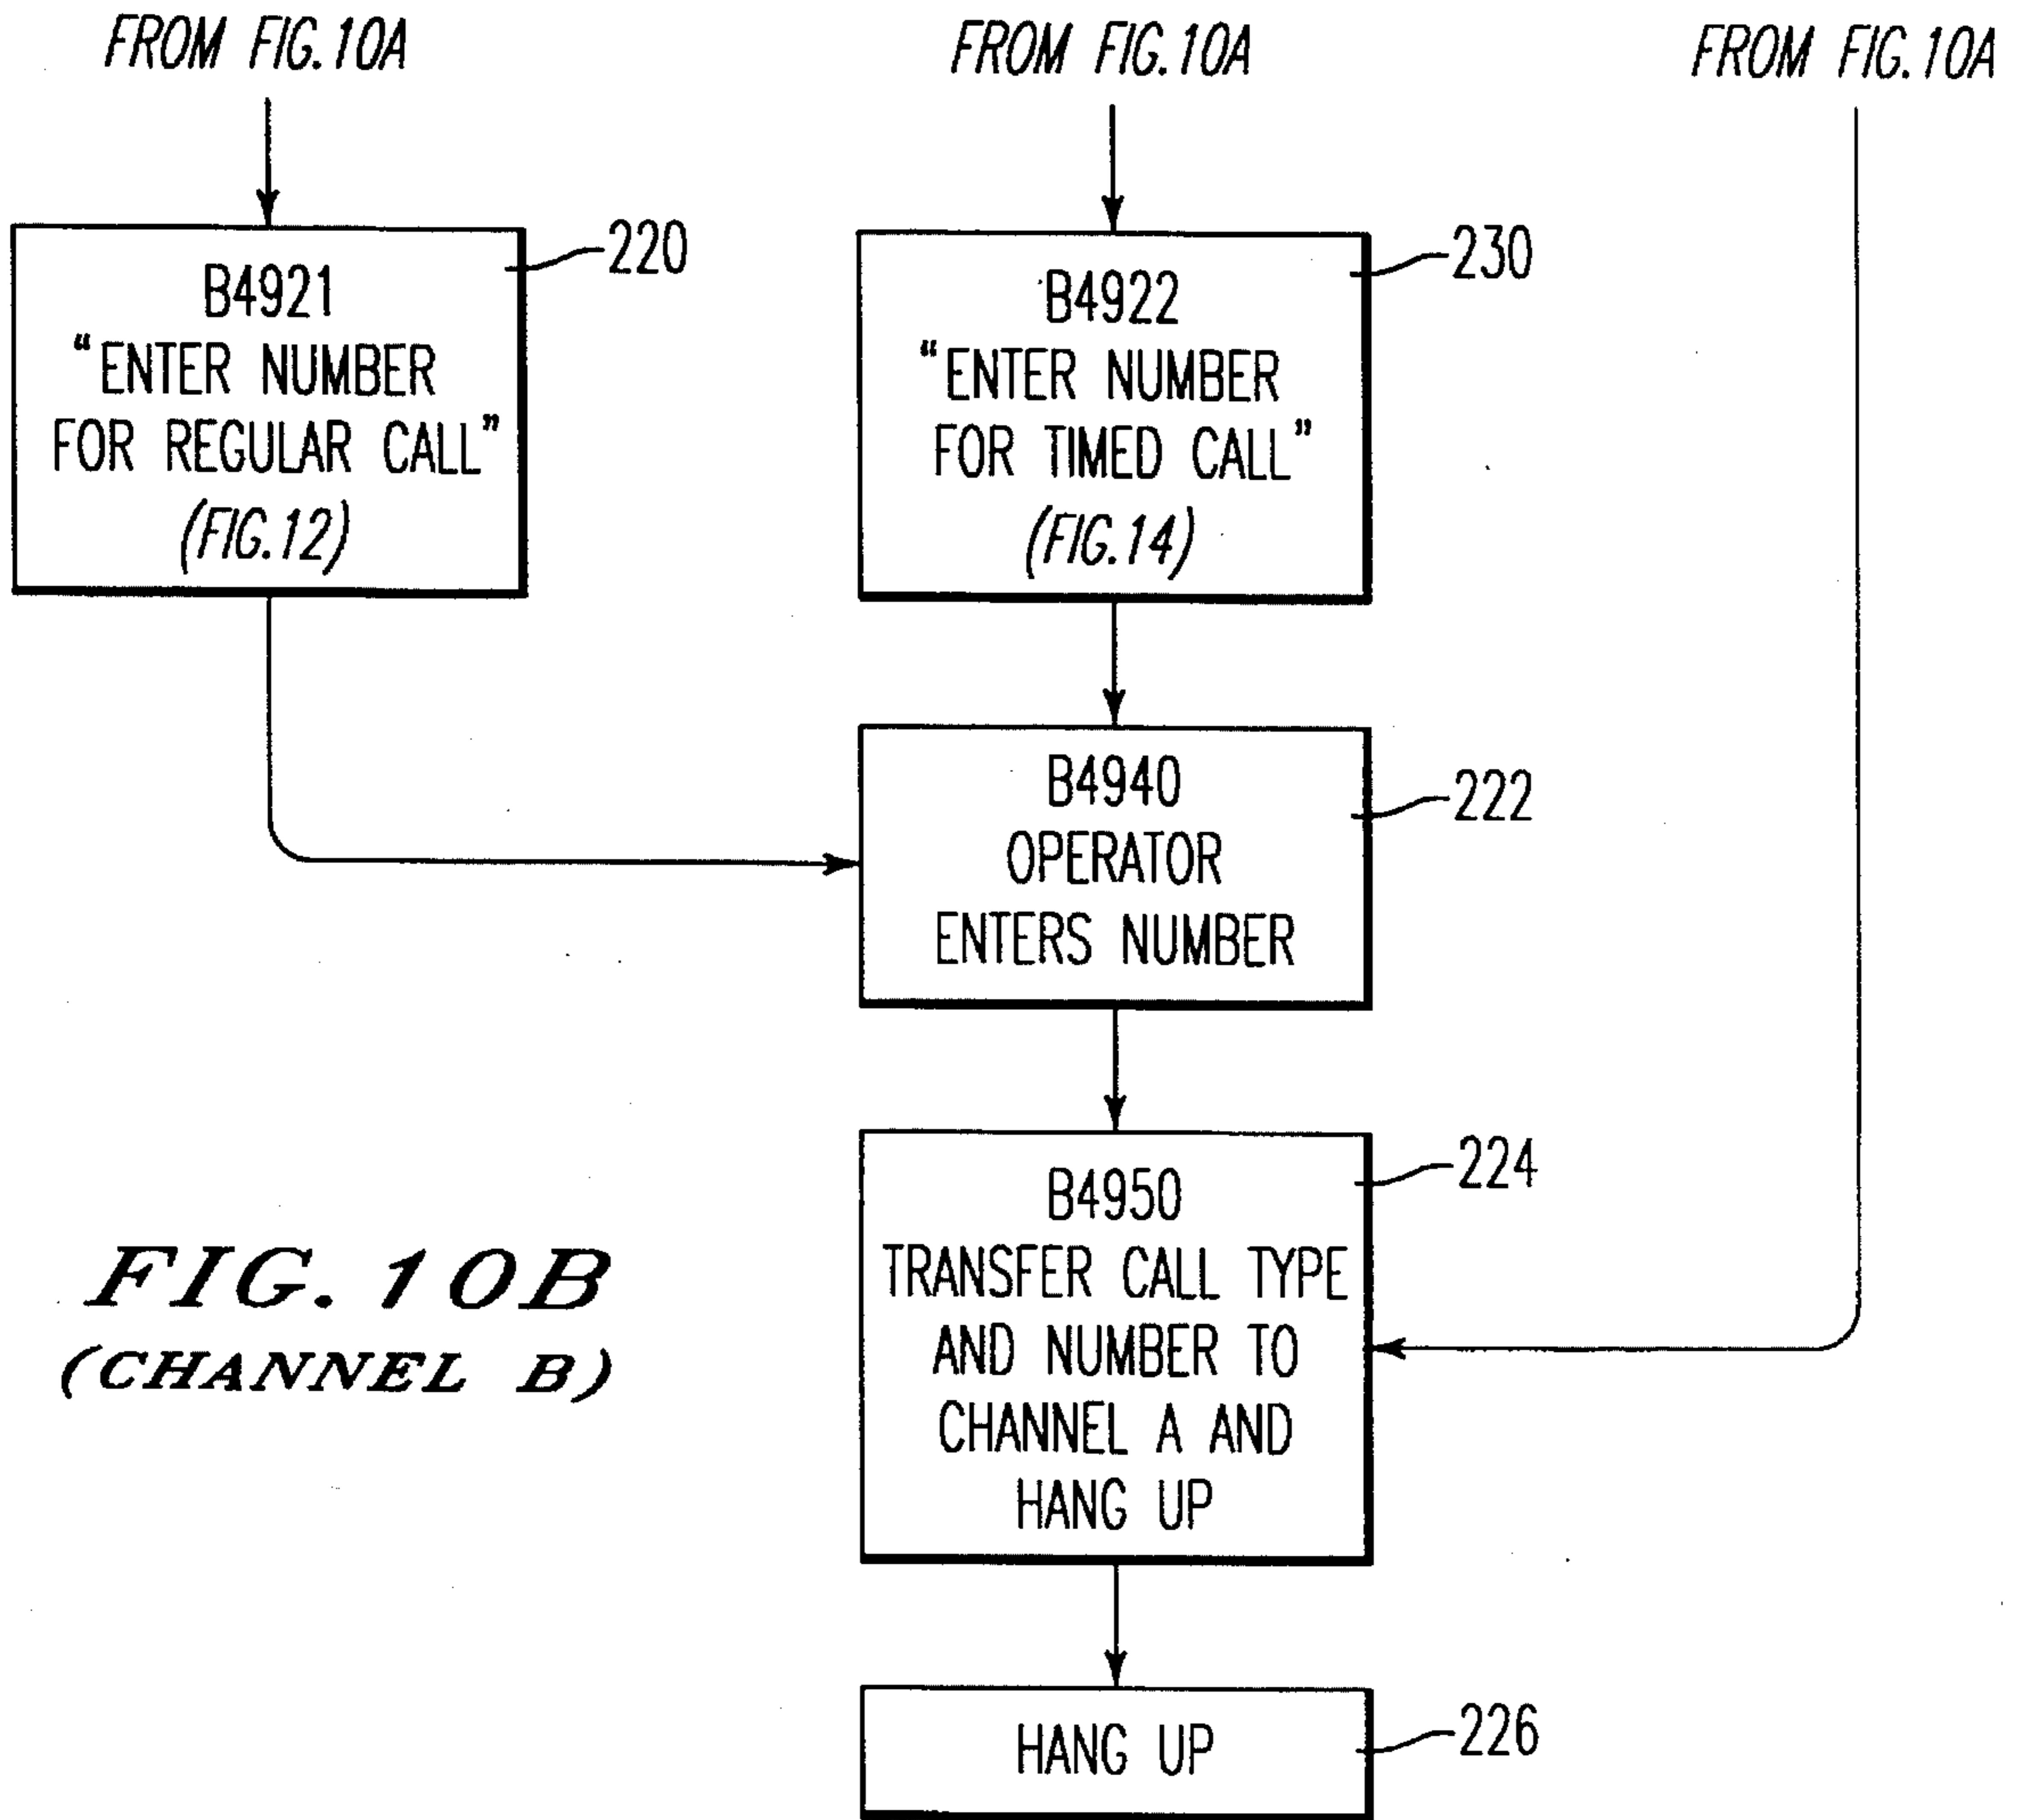 FROM FIG.10A
FROM FIG.10A
FROM FIG.10A
220
B4921
“ENTER NUMBER
FOR REGULAR CALL”
(FIG.12)
230
B4922
“ENTER NUMBER
FOR TIMED CALL”
(FIG.14)
222
B4940
OPERATOR
ENTERS NUMBER
224
B4950
TRANSFER CALL TYPE
AND NUMBER TO
CHANNEL A AND
HANG UP
226
HANG UP
FIG. 10B
(CHANNEL B)